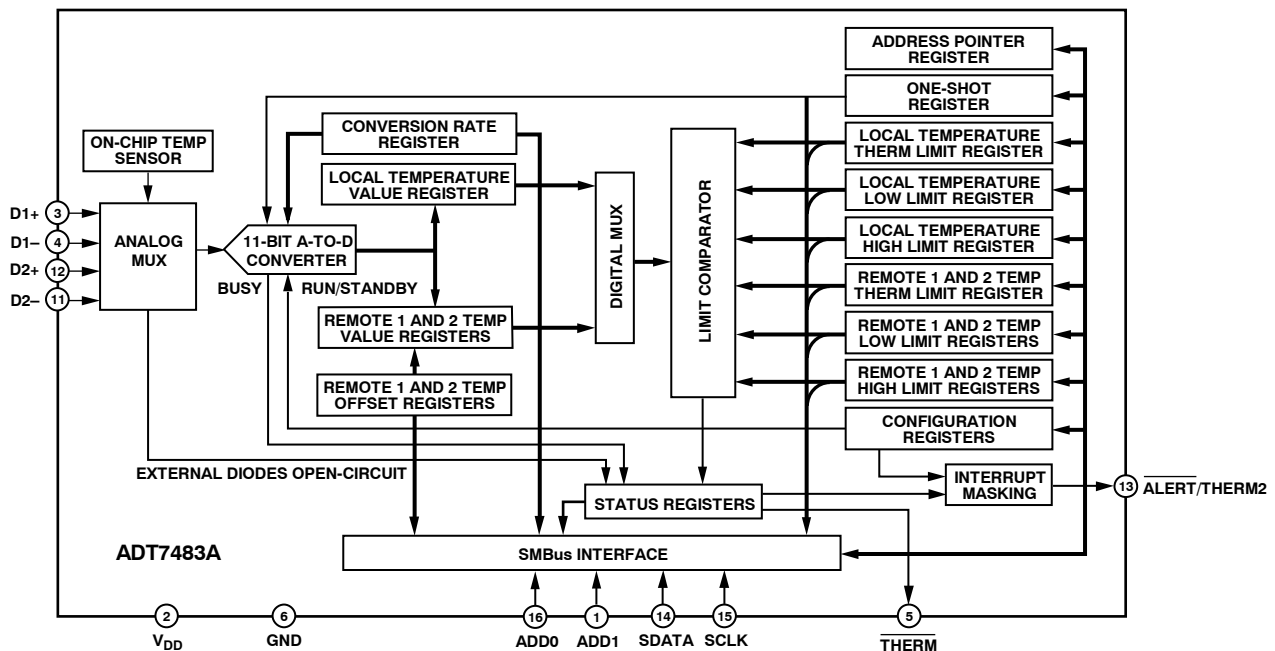 ADDRESS POINTER
REGISTER
ONE-SHOT
REGISTER
CONVERSION RATE
REGISTER
LOCAL TEMPERATURE
THERM LIMIT REGISTER
ON-CHIP TEMP
SENSOR
LOCAL TEMPERATURE
VALUE REGISTER
LOCAL TEMPERATURE
LOW LIMIT REGISTER
D1+
3
D1–
4
D2+
12
D2–
11
ANALOG
MUX
11-BIT A-TO-D
CONVERTER
BUSY
RUN/STANDBY
DIGITAL MUX
LIMIT COMPARATOR
LOCAL TEMPERATURE
HIGH LIMIT REGISTER
REMOTE 1 AND 2 TEMP
THERM LIMIT REGISTER
REMOTE 1 AND 2 TEMP
VALUE REGISTERS
REMOTE 1 AND 2 TEMP
LOW LIMIT REGISTERS
REMOTE 1 AND 2 TEMP
OFFSET REGISTERS
REMOTE 1 AND 2 TEMP
HIGH LIMIT REGISTERS
CONFIGURATION
REGISTERS
EXTERNAL DIODES OPEN-CIRCUIT
STATUS REGISTERS
INTERRUPT
MASKING
13
ALERT/THERM2
ADT7483A
SMBus INTERFACE
2
6
16
1
14
15
5
VDD
GND
ADD0
ADD1
SDATA
SCLK
THERM